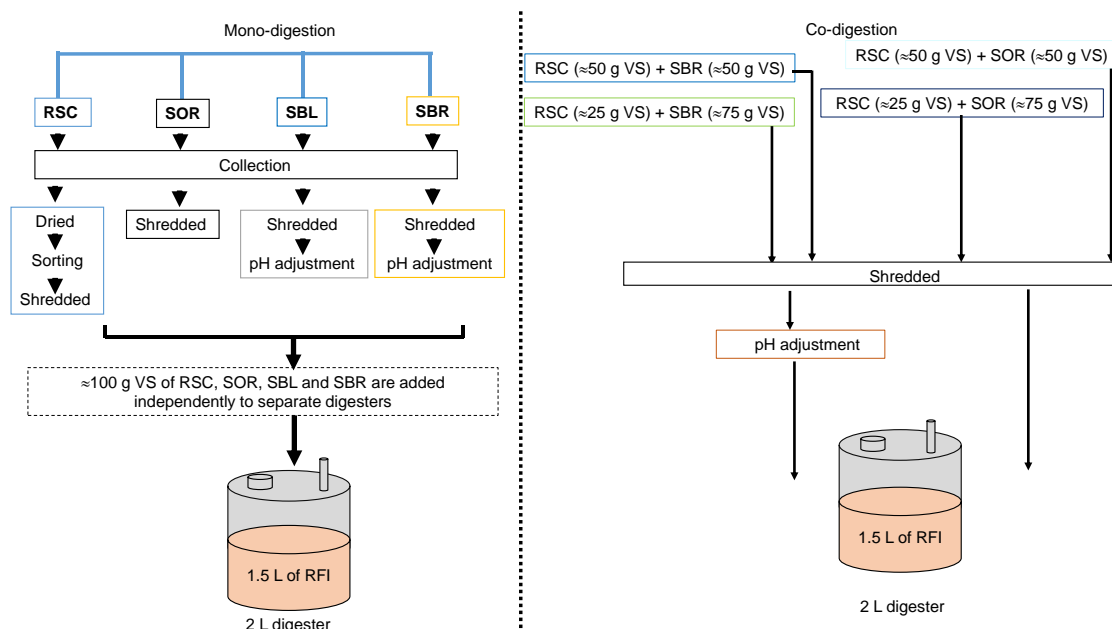 Mono-digestion
RSC
SOR
SBL
SBR
Collection
Dried
Sorting
Shredded
Shredded
Shredded
pH adjustment
Shredded
pH adjustment
≈100 g VS of RSC, SOR, SBL and SBR are added
independently to separate digesters
1.5 L of RFI
2 L digester
Co-digestion
RSC (≈50 g VS) + SBR (≈50 g VS)
RSC (≈50 g VS) + SOR (≈50 g VS)
RSC (≈25 g VS) + SBR (≈75 g VS)
RSC (≈25 g VS) + SOR (≈75 g VS)
Shredded
pH adjustment
1.5 L of RFI
2 L digester